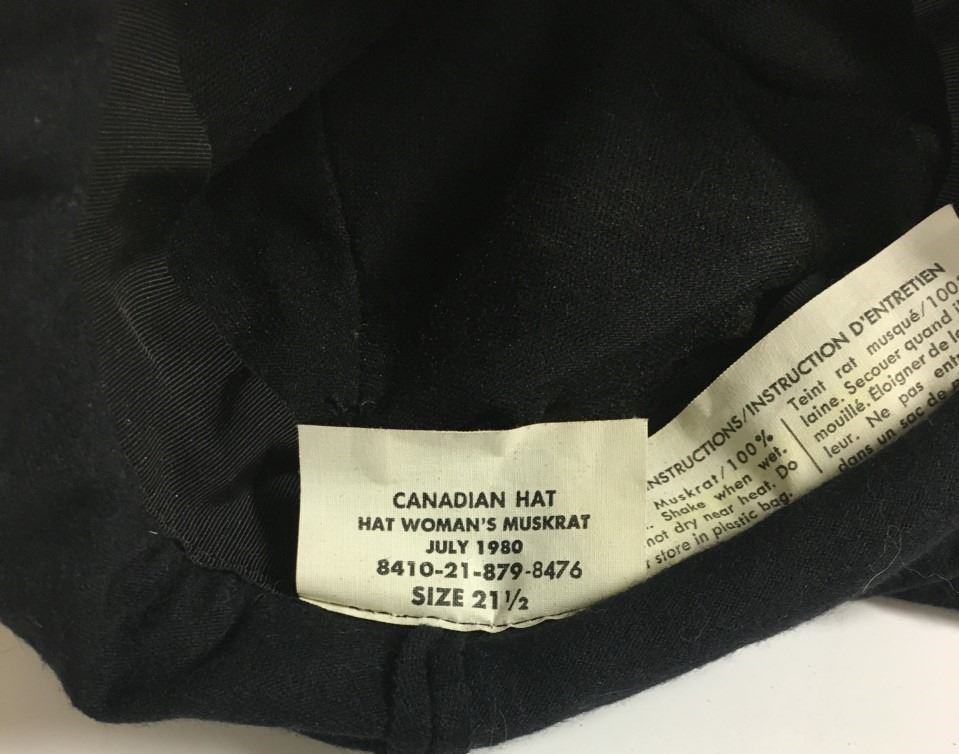 CANADIAN HAT
HAT WOMAN'S MUSKRAT
JULY 1980
8410-21-879-8476
SIZE 21½
INSTRUCTIONS/INSTRUCTION D'ENTRETIEN
Muskrat/100%
.. Shake when wet.
not dry near heat. Do
store in plastic bag.
Teint rat musqué/100
laine. Secouer quand
mouillé. Éloigner de
leur. Ne pas
dans un sac de